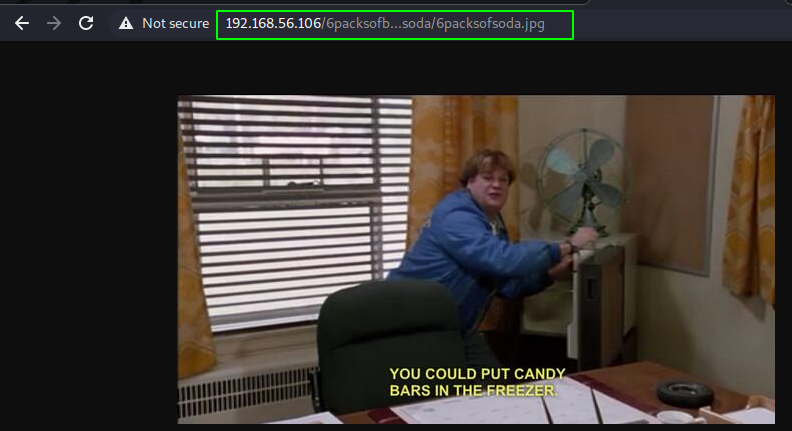 Not secure 192.168.56.106/6packsofb...soda/6packsofsoda.jpg
YOU COULD PUT CANDY
BARS IN THE FREEZER.